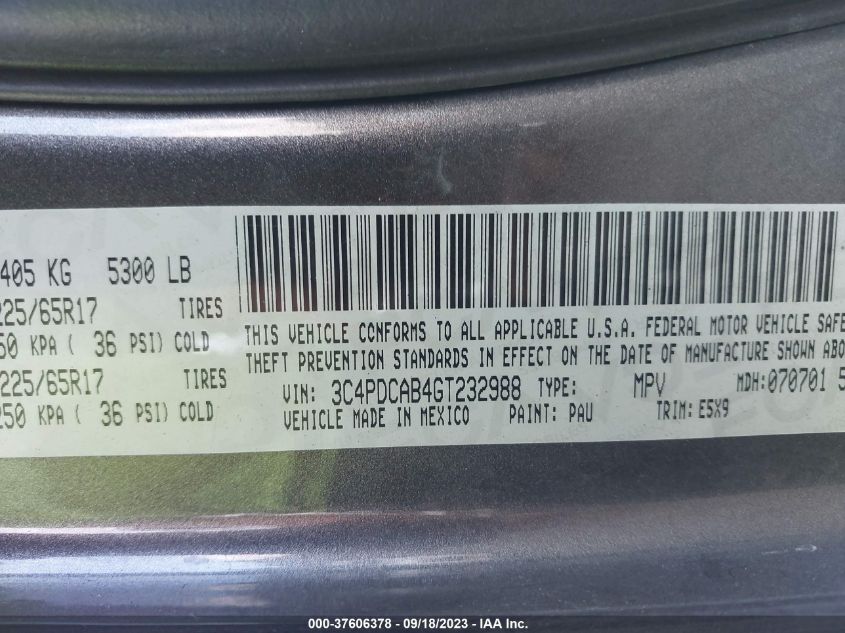 405 KG 5300 LB
225/65R17 TIRES
50 KPA ( 36 PSI) COLD
225/65R17 TIRES
250 KPA ( 36 PSI) COLD
THIS VEHICLE CONFORMS TO ALL APPLICABLE U.S.A. FEDERAL MOTOR VEHICLE SAFE
THEFT PREVENTION STANDARDS IN EFFECT ON THE DATE OF MANUFACTURE SHOWN ABO
VIN: 3C4PDCAB4GT232988 TYPE: MPV MDH:070701 5
VEHICLE MADE IN MEXICO PAINT: PAU TRIM: E5X9
000-37606378 - 09/18/2023 - IAA Inc.